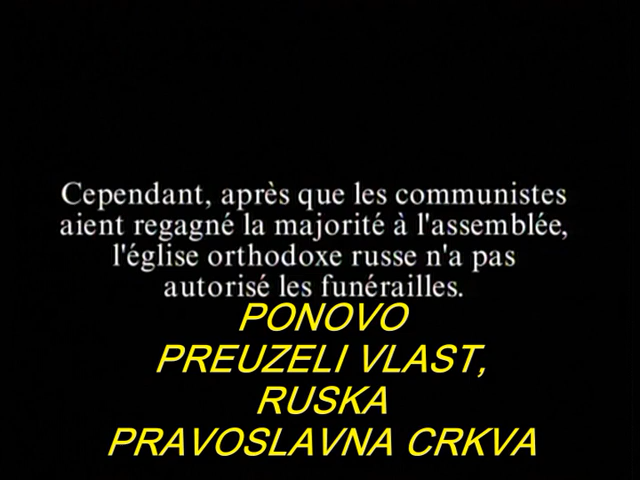 Cependant, après que les communistes
aient regagné la majorité à l'assemblée,
l'église orthodoxe russe n'a pas
autorisé les funérailles.
PONOVO
PREUZELI VLAST,
RUSKA
PRAVOSLAVNA CRKVA